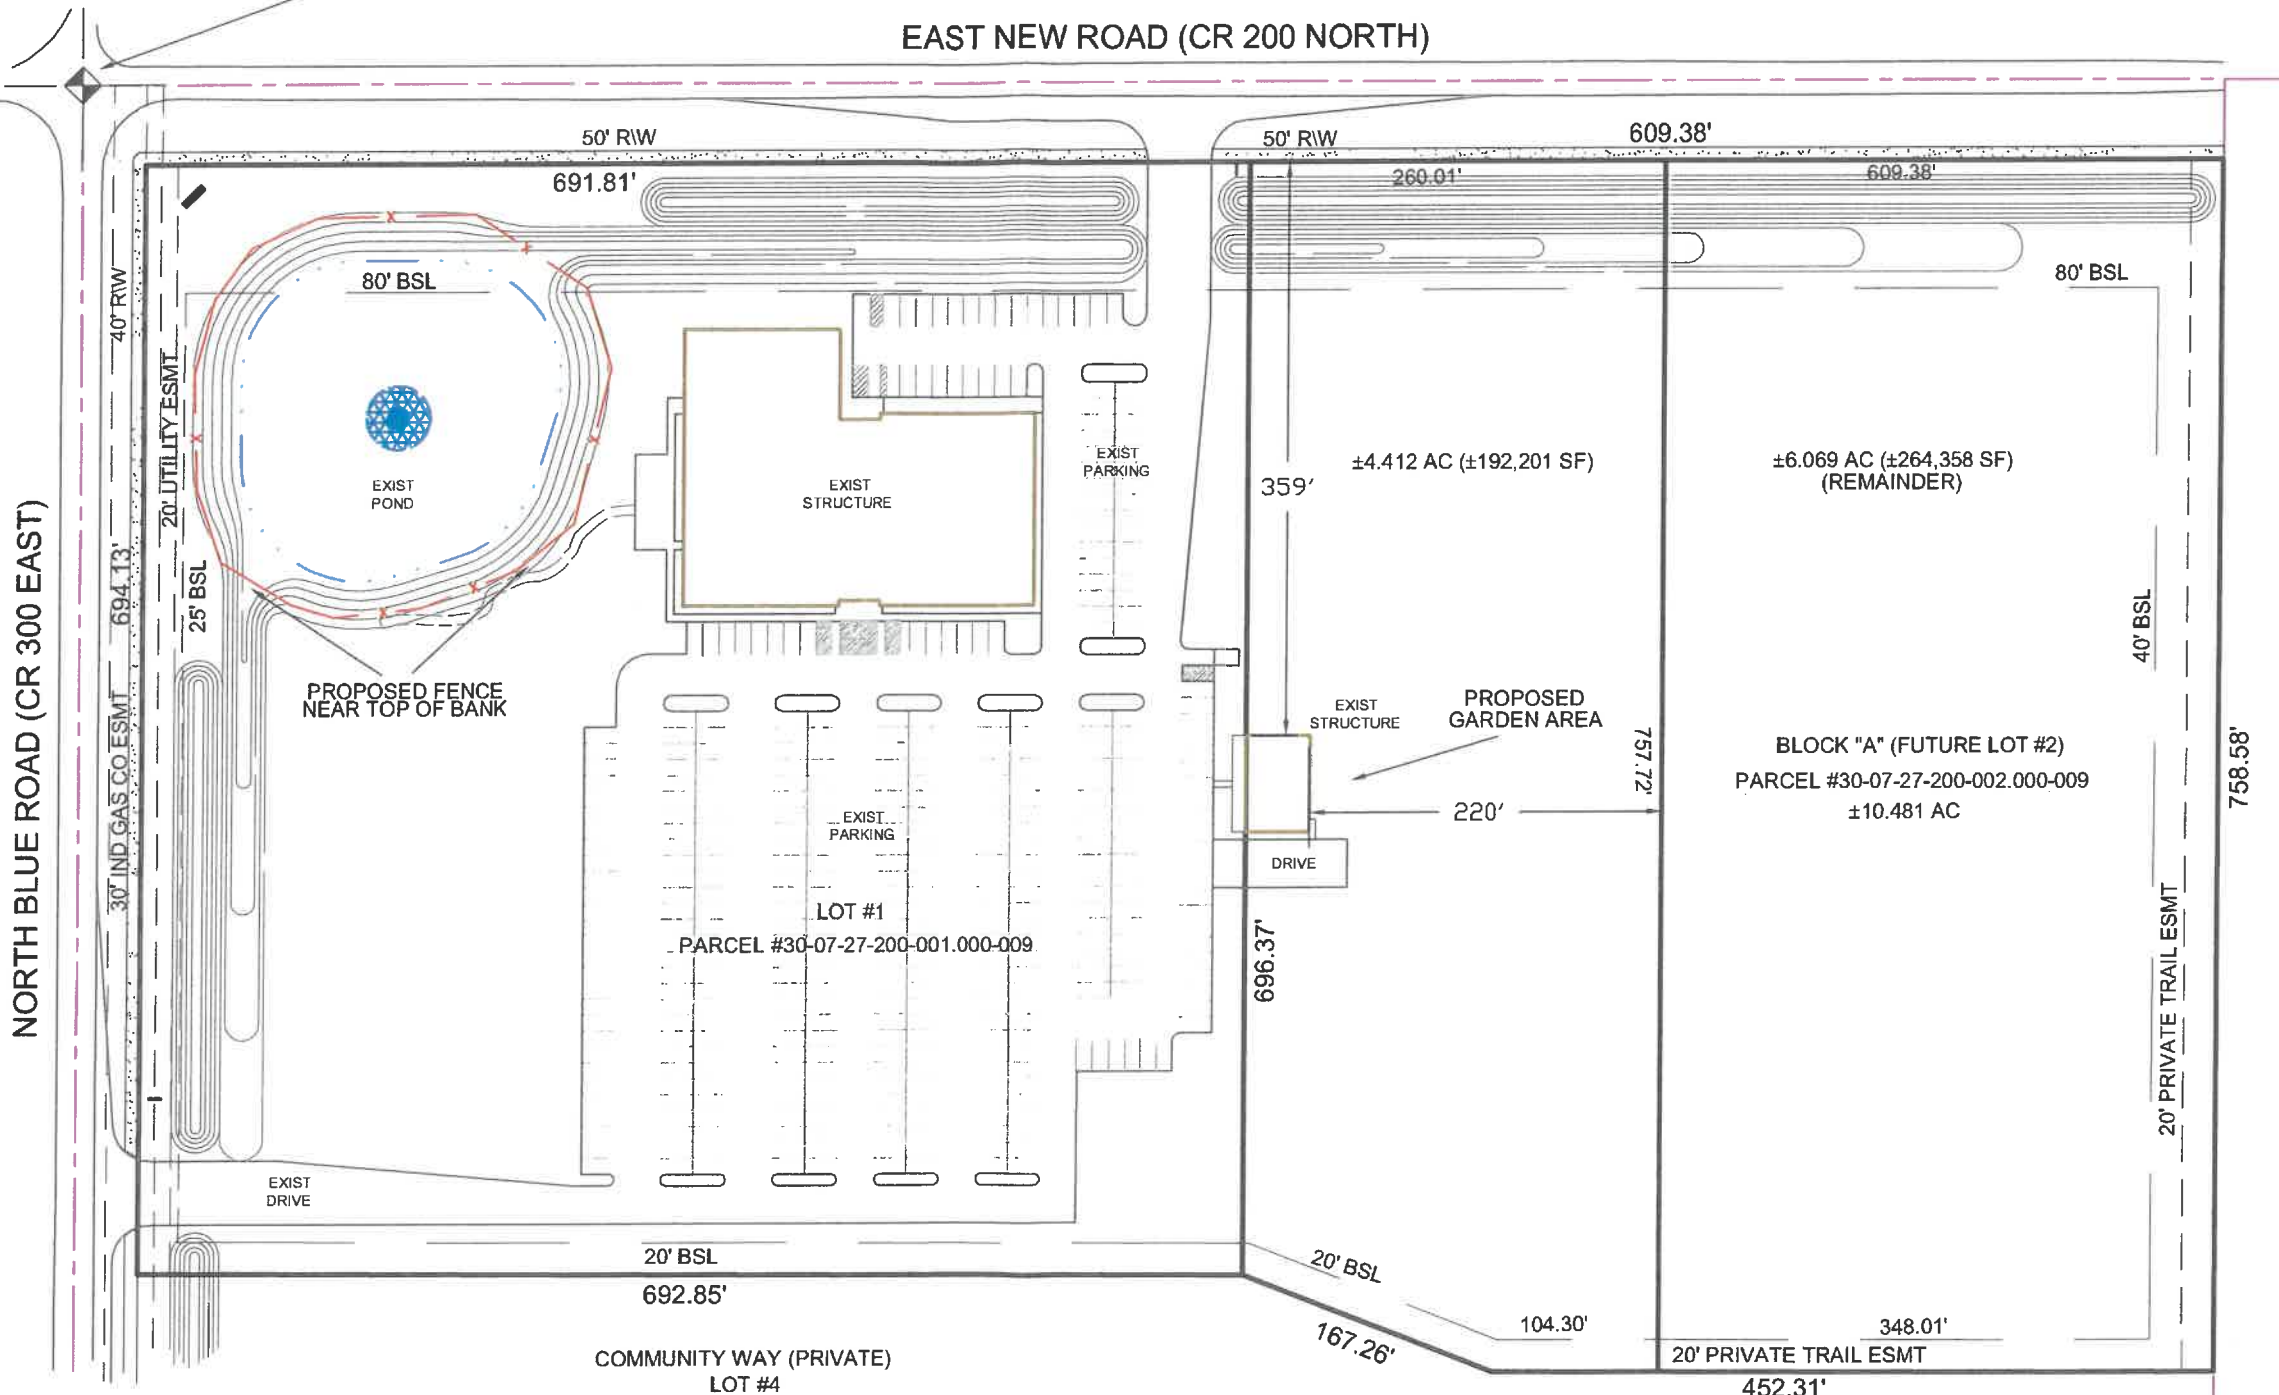 EAST NEW ROAD (CR 200 NORTH)
50' R\W
50' R\W
609.38'
691.81'
260.01'
609.38'
80' BSL
80' BSL
40' R\W
20' UTILITY ESMT
EXIST
POND
EXIST
STRUCTURE
EXIST
PARKING
±4.412 AC (±192,201 SF)
±6.069 AC (±264,358 SF)
(REMAINDER)
359'
NORTH BLUE ROAD (CR 300 EAST)
694.13'
25' BSL
40' BSL
PROPOSED FENCE
NEAR TOP OF BANK
EXIST
STRUCTURE
PROPOSED
GARDEN AREA
757.72'
BLOCK "A" (FUTURE LOT #2)
PARCEL #30-07-27-200-002.000-009
±10.481 AC
758.58'
30' IND GAS CO ESMT
EXIST
PARKING
220'
DRIVE
LOT #1
PARCEL #30-07-27-200-001.000-009
696.37'
20' PRIVATE TRAIL ESMT
EXIST
DRIVE
20' BSL
20' BSL
692.85'
167.26'
104.30'
348.01'
20' PRIVATE TRAIL ESMT
452.31'
COMMUNITY WAY (PRIVATE)
LOT #4